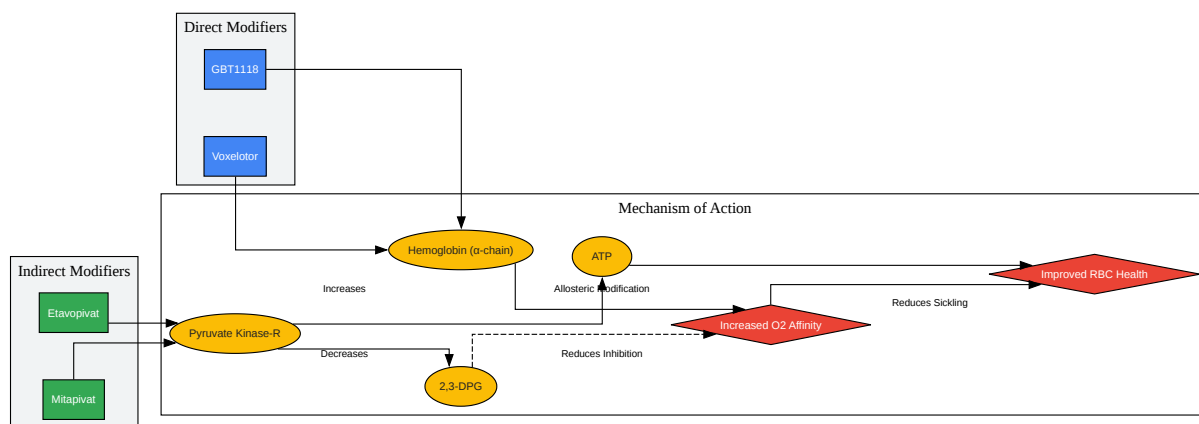 Direct Modifiers
GBT1118
Voxelotor
Mechanism of Action
Hemoglobin (α-chain)
ATP
Improved RBC Health
Indirect Modifiers
Increases
Allosteric Modification
Reduces Sickling
Etavopivat
Pyruvate Kinase-R
Increased O2 Affinity
Decreases
Reduces Inhibition
2,3-DPG
Mitapivat